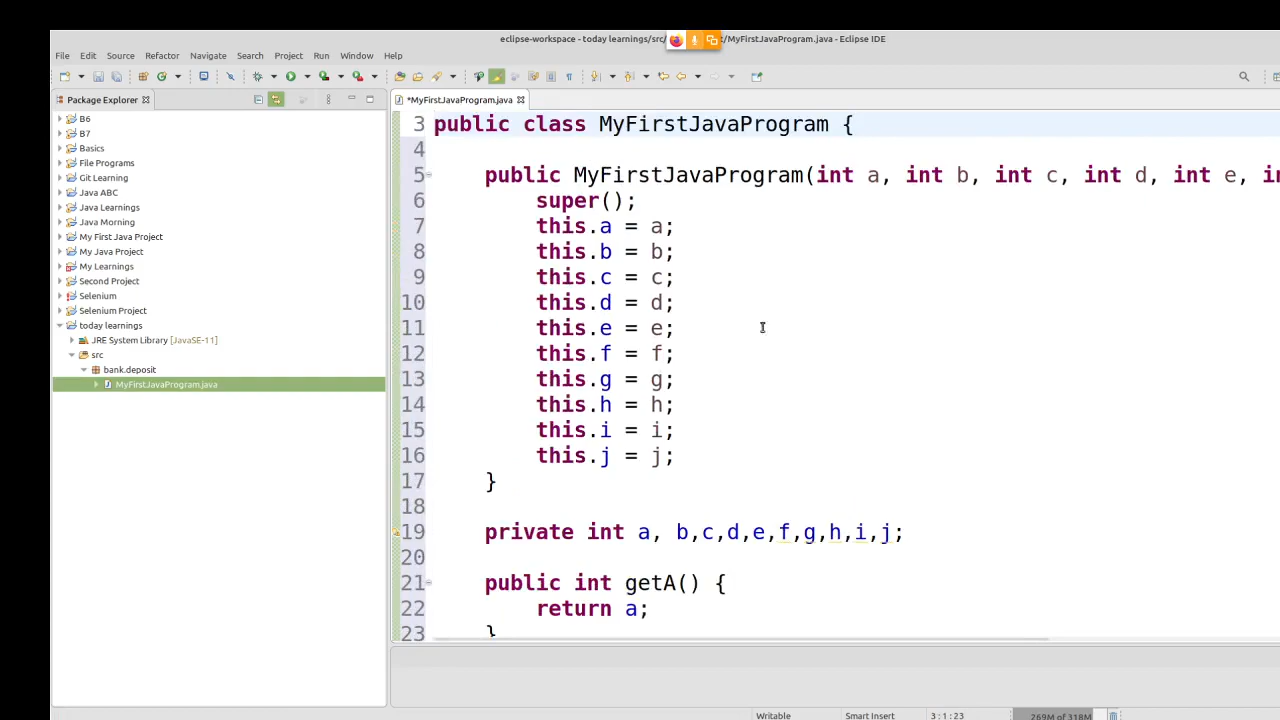 eclipse-workspace - today learnings/src/ t/MyFirstJavaProgram.java - Eclipse IDE
File Edit Source Refactor Navigate Search Project Run Window Help
Package Explorer
*MyFirstJavaProgram.java
B6
B7
Basics
File Programs
Git Learning
Java ABC
Java Learnings
Java Morning
My First Java Project
My Java Project
My Learnings
Second Project
Selenium
Selenium Project
today learnings
JRE System Library [JavaSE-11]
src
bank.deposit
MyFirstJavaProgram.java
3 public class MyFirstJavaProgram {
4
5 public MyFirstJavaProgram(int a, int b, int c, int d, int e, in
6 super();
7 this.a = a;
8 this.b = b;
9 this.c = c;
10 this.d = d;
11 this.e = e;
12 this.f = f;
13 this.g = g;
14 this.h = h;
15 this.i = i;
16 this.j = j;
17 }
18
19 private int a, b,c,d,e,f,g,h,i,j;
20
21 public int getA() {
22 return a;
23 }
Writable Smart Insert 3:1:23 269M of 318M